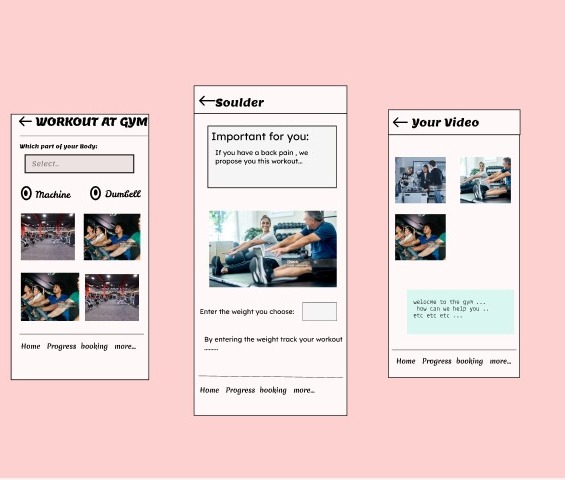 WORKOUT AT GYM
Which part of your Body:
Select..
Machine
Dumbell
Home Progress booking more...
Soulder
Important for you:
If you have a back pain , we
propose you this workout...
Enter the weight you choose:
By entering the weight track your workout
........
Home Progress booking more...
Your Video
welocme to the gym ...
how can we help you ..
etc etc etc ...
Home Progress booking more...